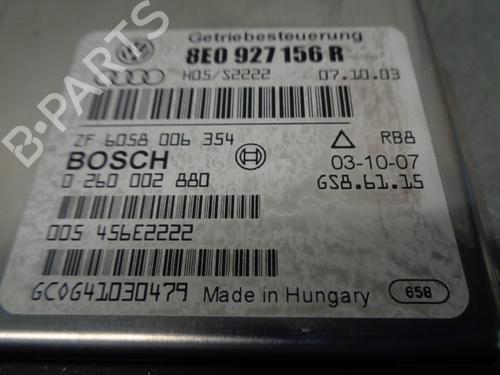 Getriebesteuerung
8E0 927 156 R
H05/S2222 07.10.03
ZF 6058 006 354 RB8
BOSCH 03-10-07
0 260 002 880 GS8.61.15
005 456E2222
GC0G41030479 Made in Hungary 658
B-PARTS